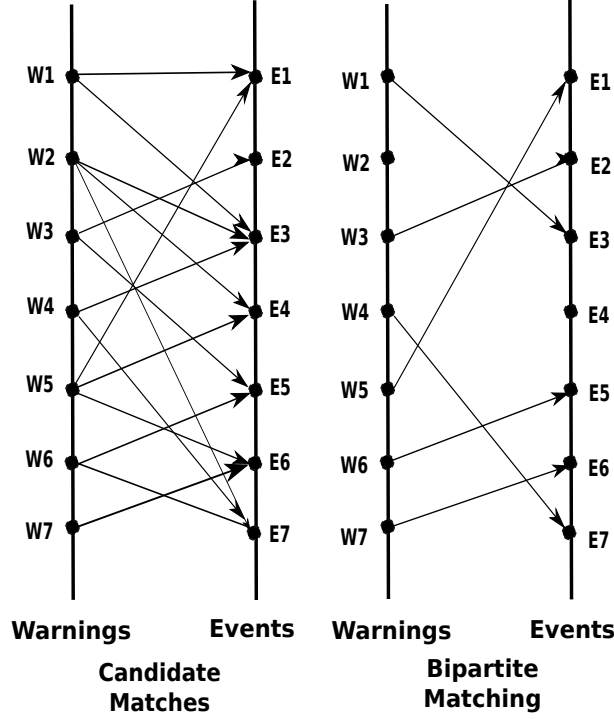 W1
E1
W2
E2
W3
E3
W4
E4
W5
E5
W6
E6
W7
E7
Warnings Events
Candidate
Matches
W1
E1
W2
E2
W3
E3
W4
E4
W5
E5
W6
E6
W7
E7
Warnings Events
Bipartite
Matching